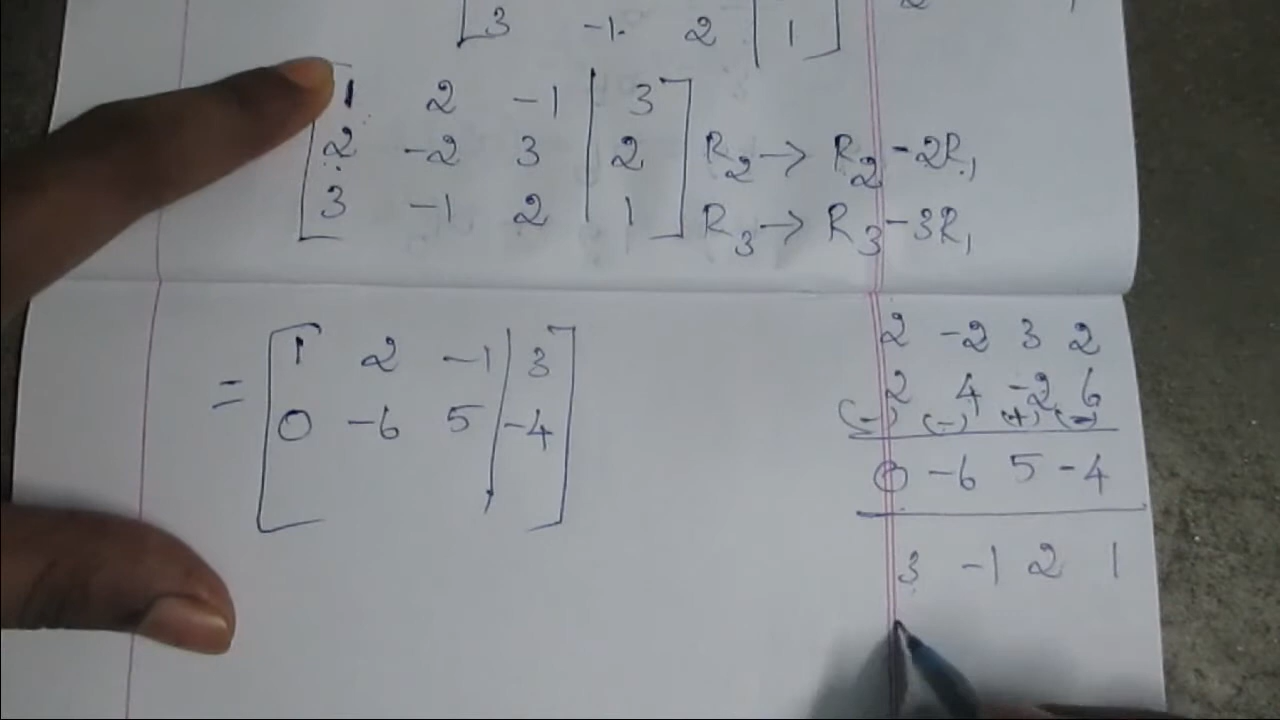 3 -1 2 | 1
1 2 -1 | 3
2 -2 3 | 2 R2 → R2 -2R1
3 -1 2 | 1 R3 → R3 -3R1
= 1 2 -1 | 3
0 -6 5 | -4
2 -2 3 2
2 4 -2 6
(-) (-) (+) (-)
0 -6 5 -4
3 -1 2 1